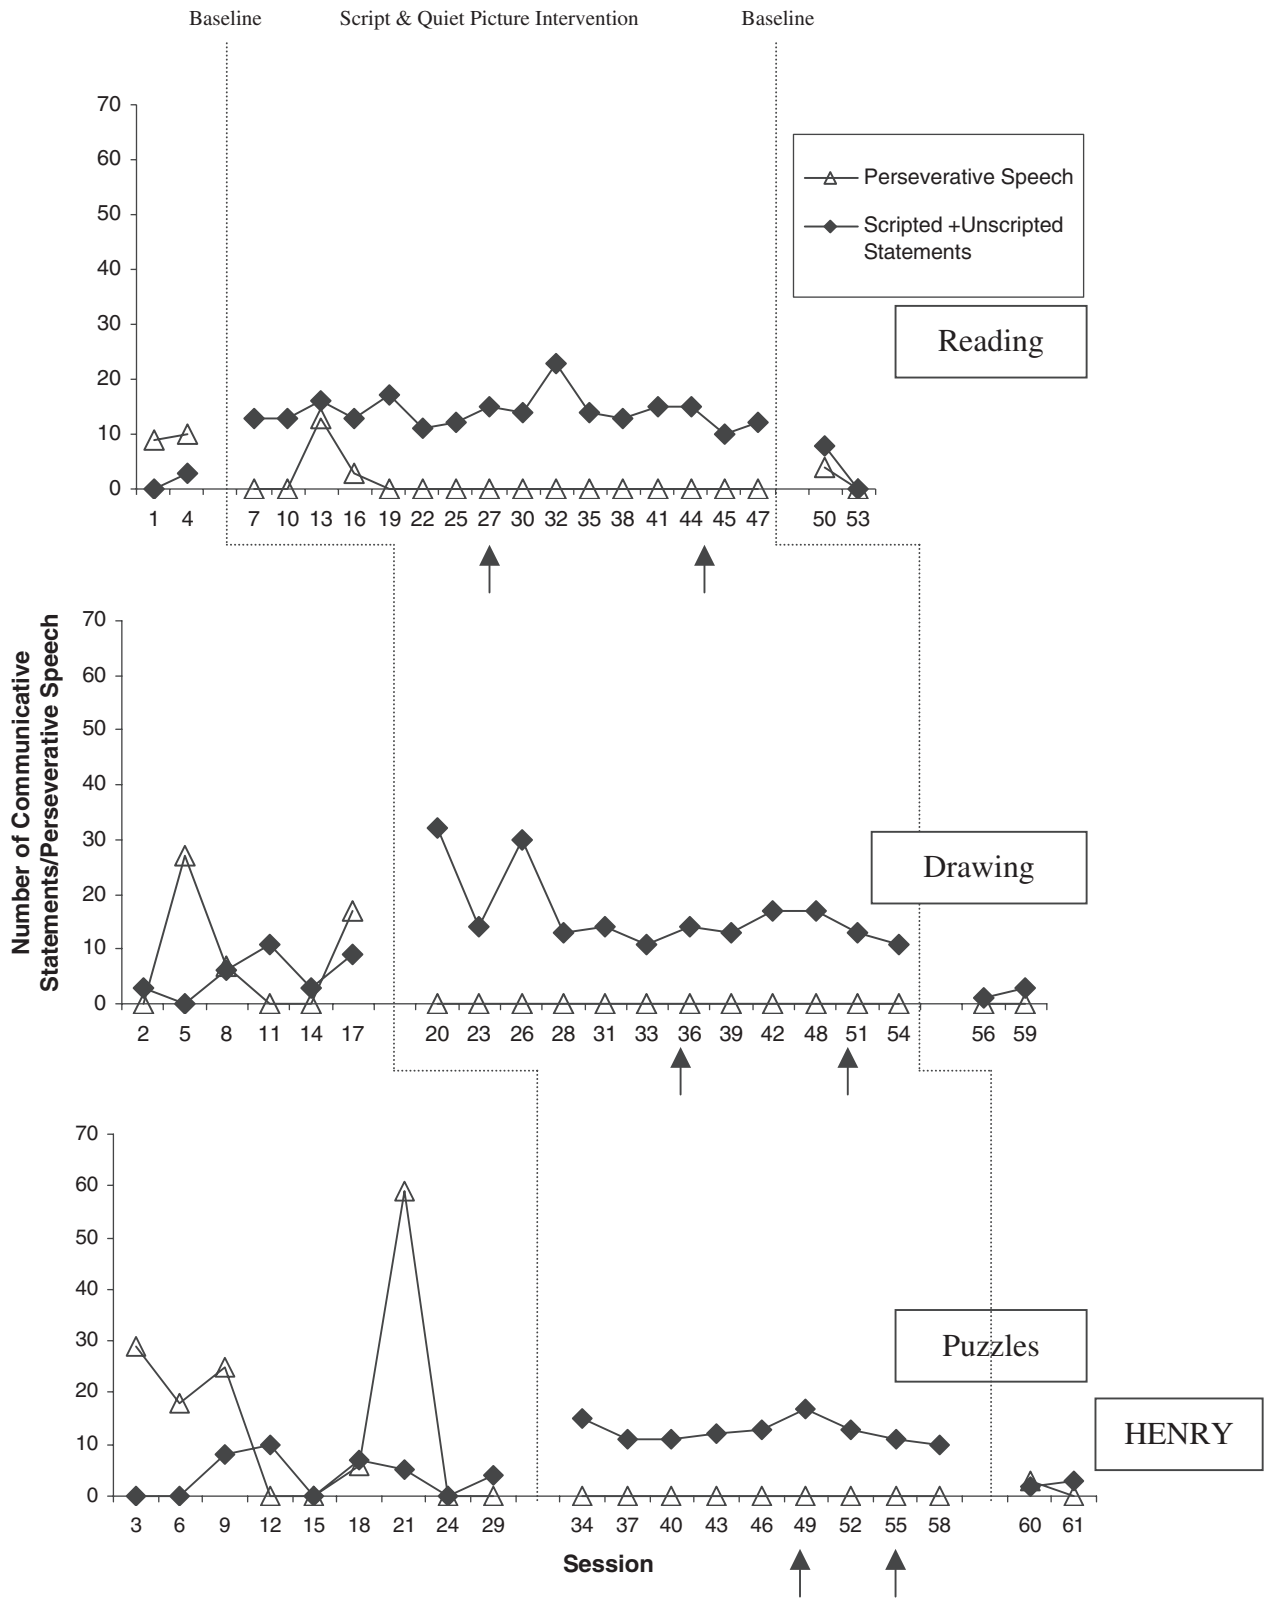 Baseline Script & Quiet Picture Intervention Baseline
70
60
50
40
30
20
10
0
Perseverative Speech
Scripted +Unscripted
Statements
Reading
1 4 7 10 13 16 19 22 25 27 30 32 35 38 41 44 45 47 50 53
Number of Communicative
Statements/Perseverative Speech
70
60
50
40
30
20
10
0
Drawing
2 5 8 11 14 17 20 23 26 28 31 33 36 39 42 48 51 54 56 59
70
60
50
40
30
20
10
0
Puzzles
HENRY
3 6 9 12 15 18 21 24 29 34 37 40 43 46 49 52 55 58 60 61
Session